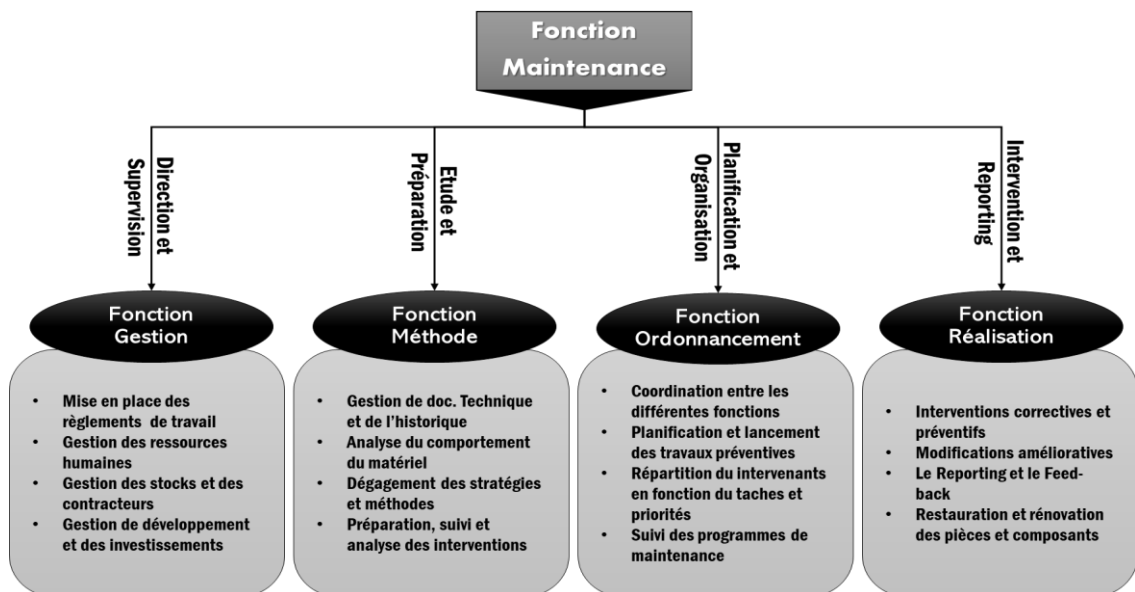 Fonction
Maintenance
Direction et
Supervision
Etude et
Préparation
Planification et
Organisation
Intervention et
Reporting
Fonction
Gestion
• Mise en place des
règlements de travail
• Gestion des ressources
humaines
• Gestion des stocks et des
contracteurs
• Gestion de développement
et des investissements
Fonction
Méthode
• Gestion de doc. Technique
et de l'historique
• Analyse du comportement
du matériel
• Dégagement des stratégies
et méthodes
• Préparation, suivi et
analyse des interventions
Fonction
Ordonnancement
• Coordination entre les
différentes fonctions
• Planification et lancement
des travaux préventives
• Répartition du intervenants
en fonction du taches et
priorités
• Suivi des programmes de
maintenance
Fonction
Réalisation
• Interventions correctives et
préventifs
• Modifications amélioratives
• Le Reporting et le Feed-
back
• Restauration et rénovation
des pièces et composants